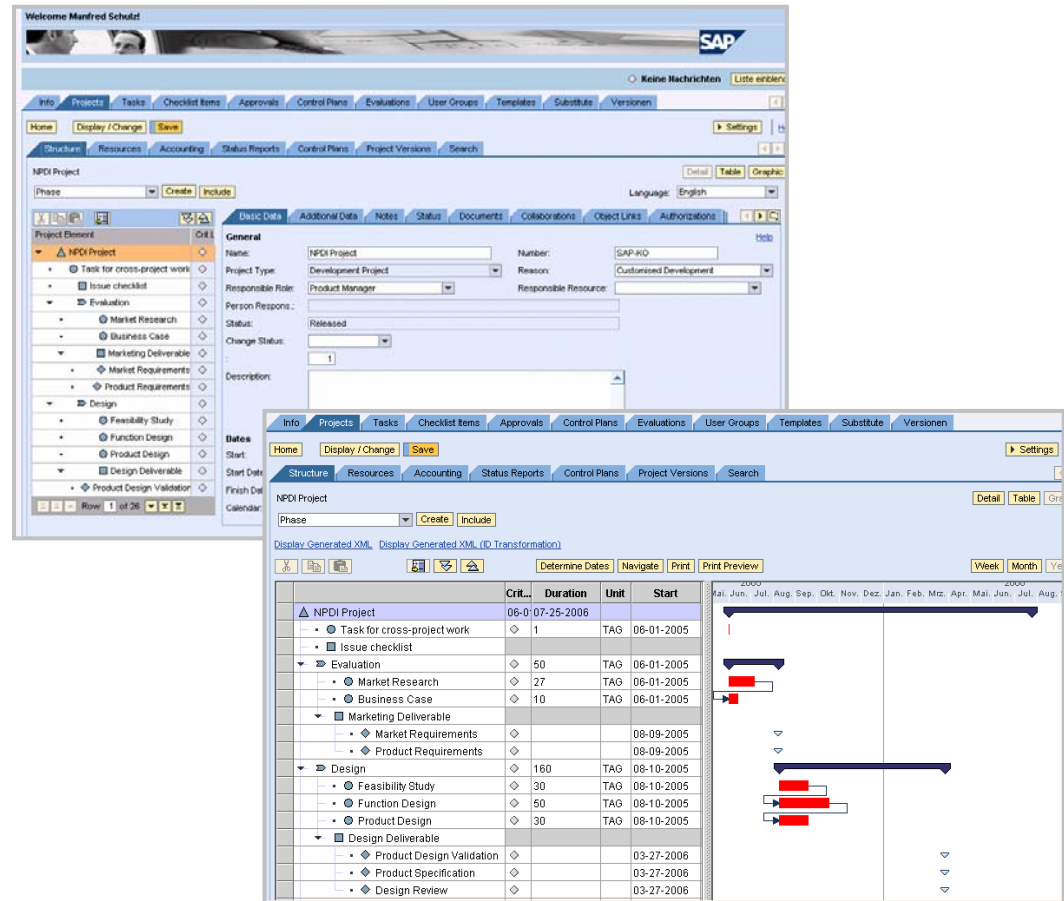 Welcome Manfred Schulz!
SAP
Keine Nachrichten Liste einblen
Info Projects Tasks Checklist Items Approvals Control Plans Evaluations User Groups Templates Substitute Versionen
Home Display / Change Save Settings
Structure Resources Accounting Status Reports Control Plans Project Versions Search
NPDI Project Detail Table Graphic
Phase Create Include Language: English
Basic Data Additional Data Notes Status Documents Collaborations Object Links Authorizations
Project Element Crit.
General Help
Name: NPDI Project Number: SAP-KO
Project Type: Development Project Reason: Customised Development
Responsible Role: Product Manager Responsible Resource:
Person Respons.:
Status: Released
Change Status:
: 1
Description:
Dates
Start:
Start Date
Finish Dat
Calendar:
NPDI Project
Task for cross-project work
Issue checklist
Evaluation
Market Research
Business Case
Marketing Deliverable
Market Requirements
Product Requirements
Design
Feasibility Study
Function Design
Product Design
Design Deliverable
Product Design Validation
Row 1 of 26
Info Projects Tasks Checklist Items Approvals Control Plans Evaluations User Groups Templates Substitute Versionen
Home Display / Change Save Settings
Structure Resources Accounting Status Reports Control Plans Project Versions Search
NPDI Project Detail Table Gra
Phase Create Include
Display Generated XML Display Generated XML (ID Transformation)
Determine Dates Navigate Print Print Preview Week Month Ye
Crit... Duration Unit Start
Mai. Jun. Jul. Aug. Sep. Okt. Nov. Dez. Jan. Feb. Mrz. Apr. Mai. Jun. Jul. Aug.
NPDI Project 06-0 07-25-2006
Task for cross-project work 1 TAG 06-01-2005
Issue checklist
Evaluation 50 TAG 06-01-2005
Market Research 27 TAG 06-01-2005
Business Case 10 TAG 06-01-2005
Marketing Deliverable
Market Requirements 08-09-2005
Product Requirements 08-09-2005
Design 160 TAG 08-10-2005
Feasibility Study 30 TAG 08-10-2005
Function Design 50 TAG 08-10-2005
Product Design 30 TAG 08-10-2005
Design Deliverable
Product Design Validation 03-27-2006
Product Specification 03-27-2006
Design Review 03-27-2006